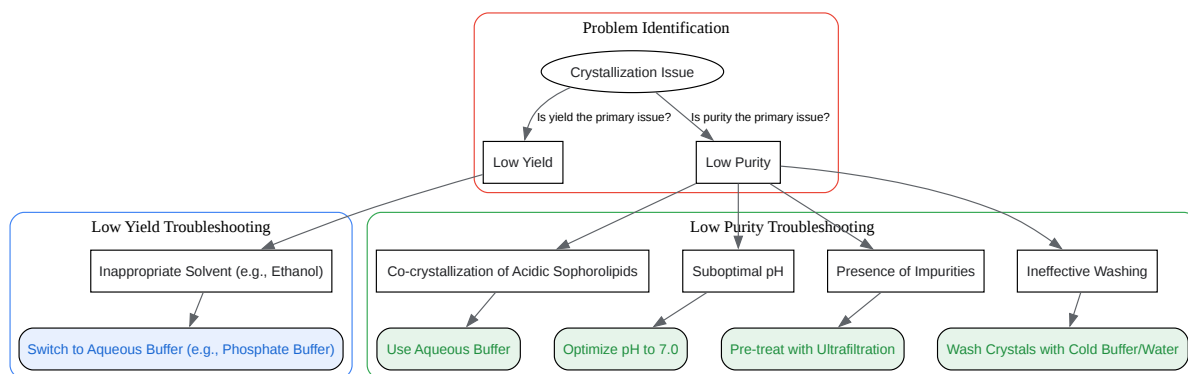 Problem Identification
Crystallization Issue
Is yield the primary issue?
Is purity the primary issue?
Low Yield
Low Purity
Low Yield Troubleshooting
Low Purity Troubleshooting
Inappropriate Solvent (e.g., Ethanol)
Co-crystallization of Acidic Sophorolipids
Suboptimal pH
Presence of Impurities
Ineffective Washing
Switch to Aqueous Buffer (e.g., Phosphate Buffer)
Use Aqueous Buffer
Optimize pH to 7.0
Pre-treat with Ultrafiltration
Wash Crystals with Cold Buffer/Water